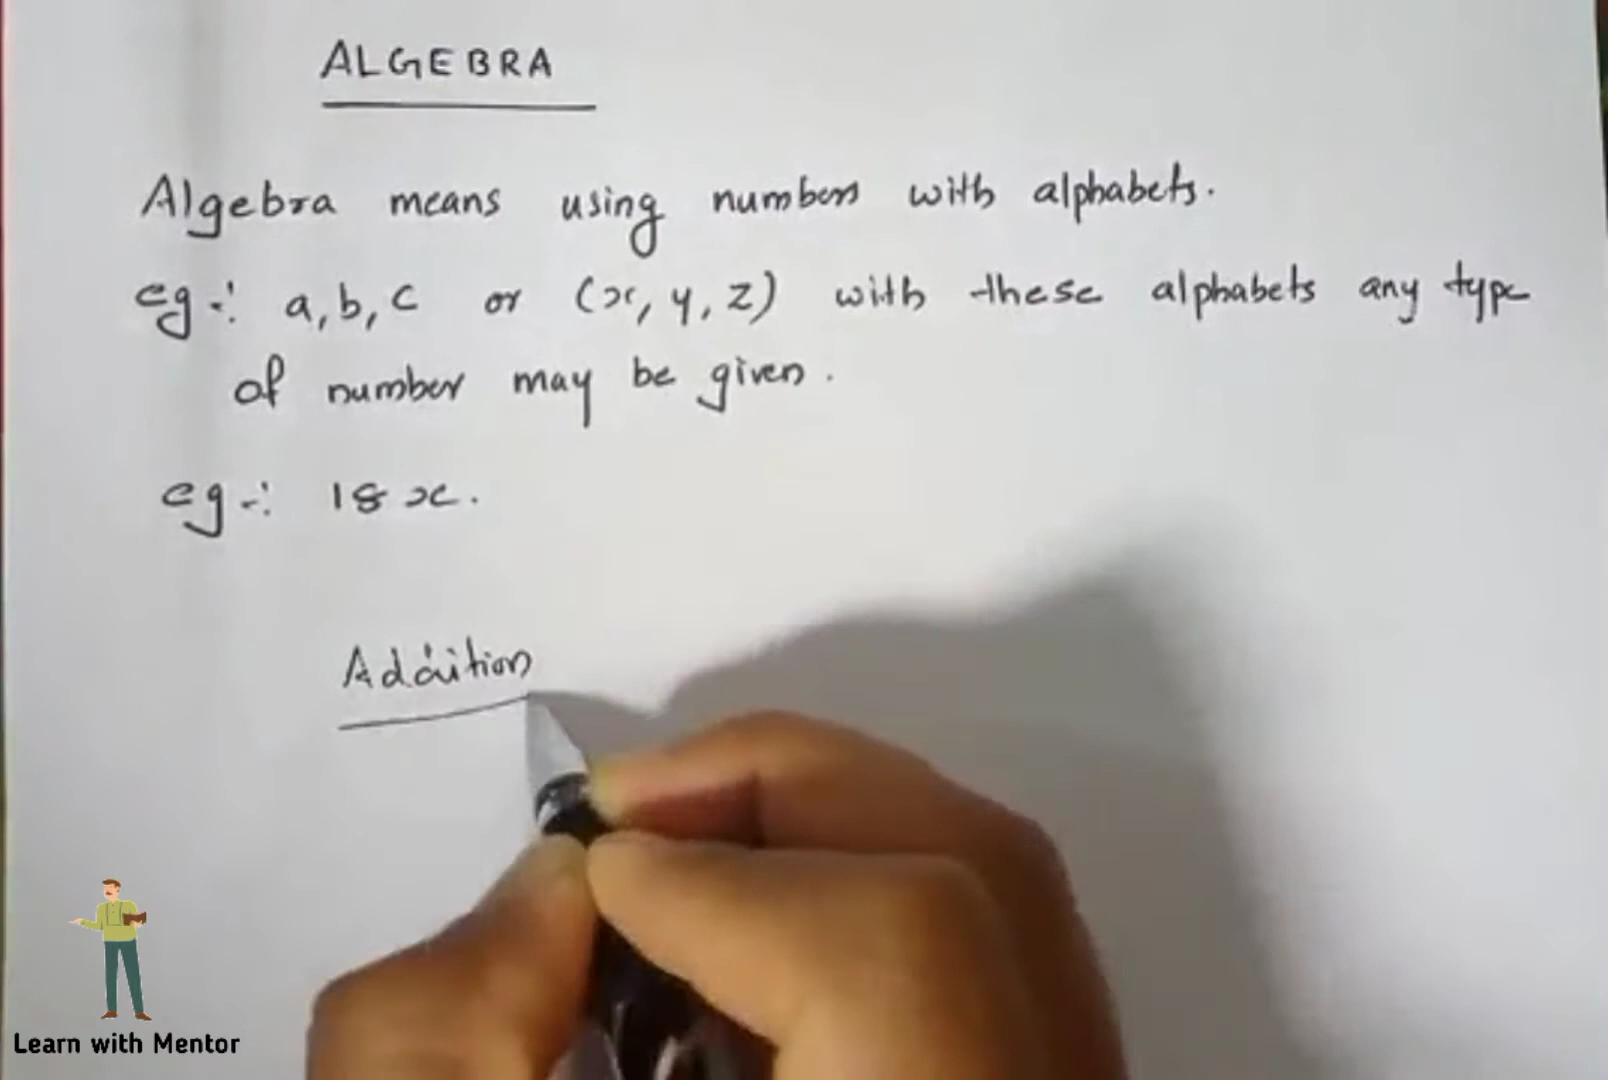 ALGEBRA
Algebra means using numbers with alphabets.
eg:- a, b, c or (x, y, z) with these alphabets any type
of number may be given.
eg:- 18x.
Addition
Learn with Mentor